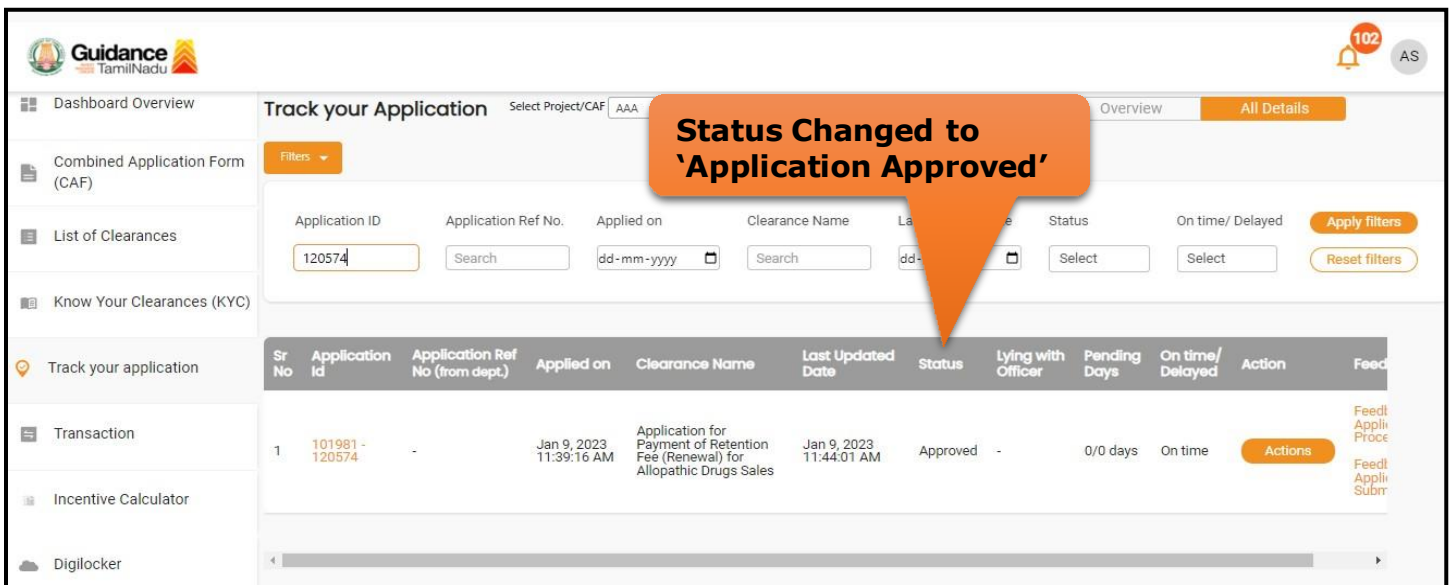 Guidance
TamilNadu
102
AS
Dashboard Overview
Combined Application Form
(CAF)
List of Clearances
Know Your Clearances (KYC)
Track your application
Transaction
Incentive Calculator
Digilocker
Track your Application Select Project/CAF AAA Overview All Details
Status Changed to
‘Application Approved’
Filters
Application ID Application Ref No. Applied on Clearance Name Status On time/ Delayed Apply filters
120574 Search dd-mm-yyyy Search Select Select Reset filters
Sr No Application Id Application Ref No (from dept.) Applied on Clearance Name Last Updated Date Status Lying with Officer Pending Days On time/ Delayed Action
1 101981 - 120574 - Jan 9, 2023 11:39:16 AM Application for Payment of Retention Fee (Renewal) for Allopathic Drugs Sales Jan 9, 2023 11:44:01 AM Approved - 0/0 days On time Actions